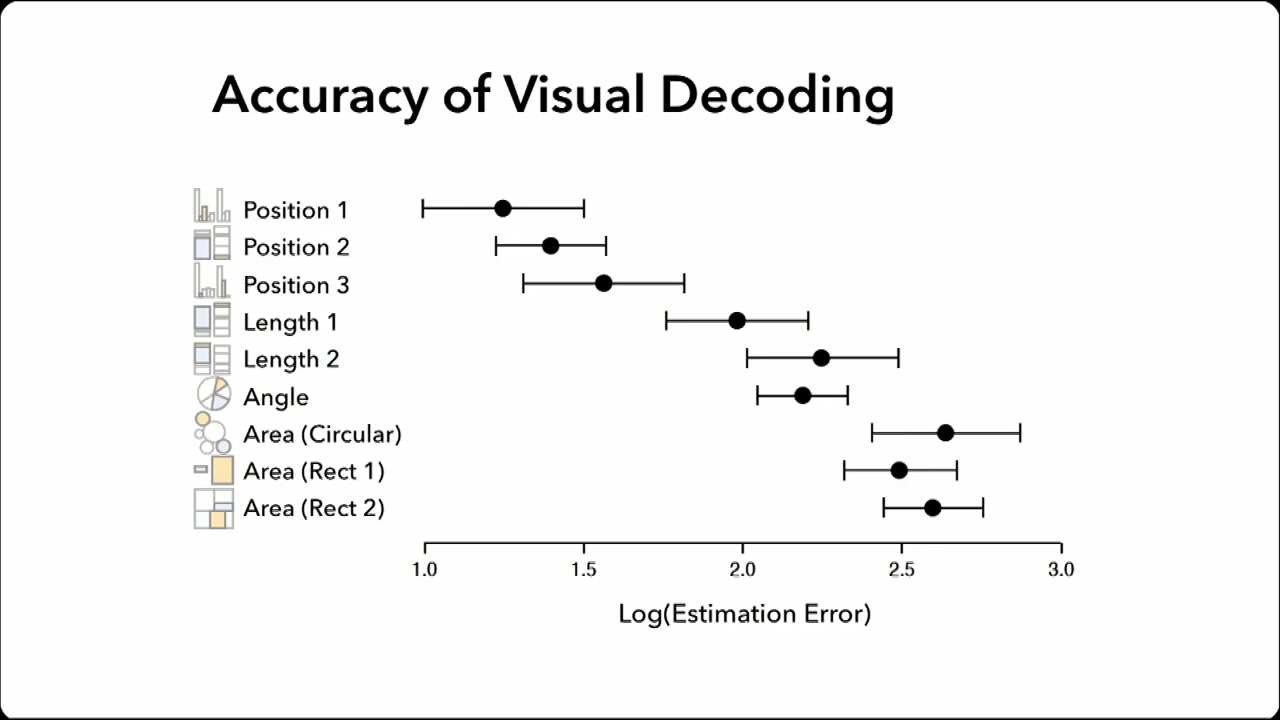 Accuracy of Visual Decoding
Position 1
Position 2
Position 3
Length 1
Length 2
Angle
Area (Circular)
Area (Rect 1)
Area (Rect 2)
1.0 1.5 2.0 2.5 3.0
Log(Estimation Error)